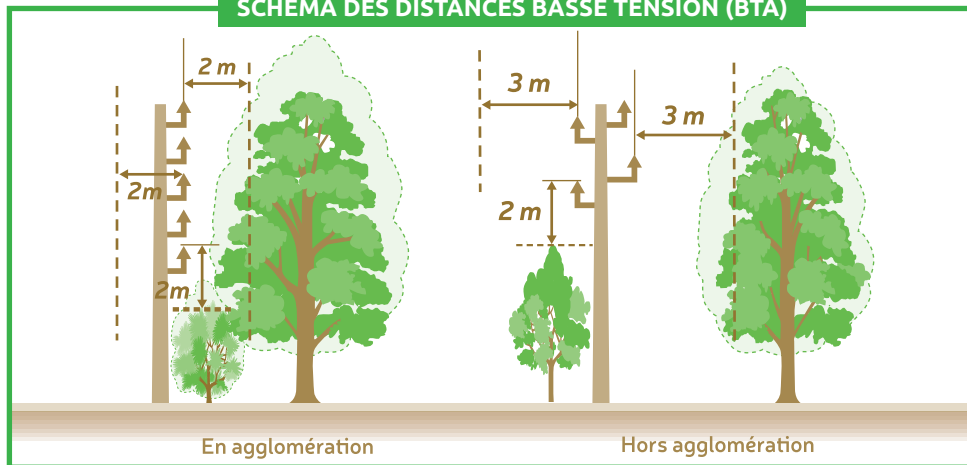 SCHÉMA DES DISTANCES BASSE TENSION (BTA)
2 m
2m
2m
3 m
3 m
2 m
En agglomération
Hors agglomération